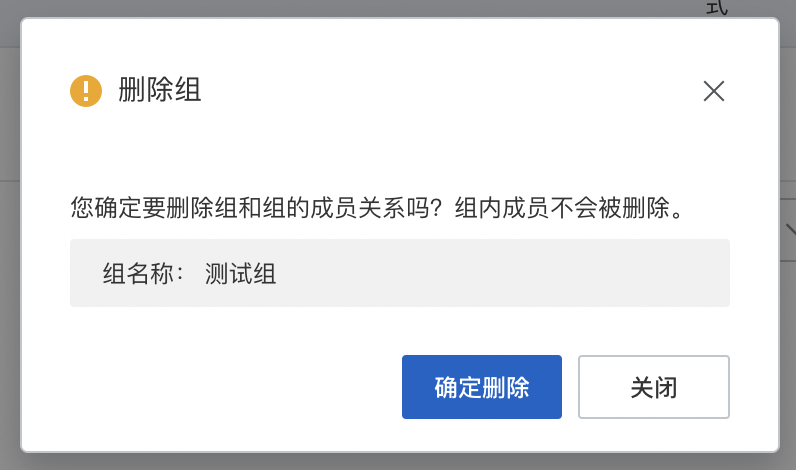 式
删除组
您确定要删除组和组的成员关系吗？组内成员不会被删除。
组名称： 测试组
确定删除
关闭